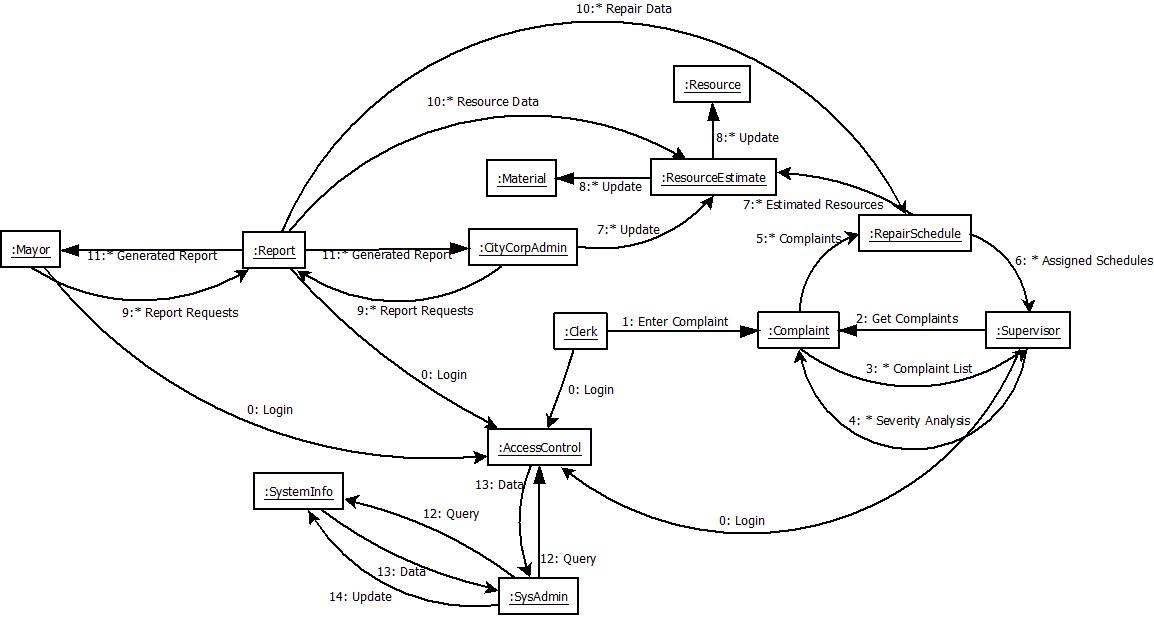 10:* Repair Data
:Resource
10:* Resource Data
8:* Update
:Material
8:* Update
:ResourceEstimate
7:* Estimated Resources
:Mayor
11:* Generated Report
:Report
11:* Generated Report
:CityCorpAdmin
7:* Update
5:* Complaints
:RepairSchedule
6: * Assigned Schedules
9:* Report Requests
9:* Report Requests
:Clerk
1: Enter Complaint
:Complaint
2: Get Complaints
:Supervisor
3: * Complaint List
0: Login
0: Login
0: Login
4: * Severity Analysis
:AccessControl
:SystemInfo
13: Data
12: Query
0: Login
12: Query
13: Data
14: Update
:SysAdmin